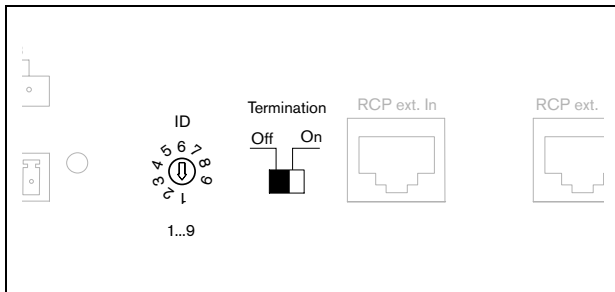 RCP ext. In
RCP ext.
Termination
ID
Off On
1 2 3 4 5 6 7 8 9
1...9